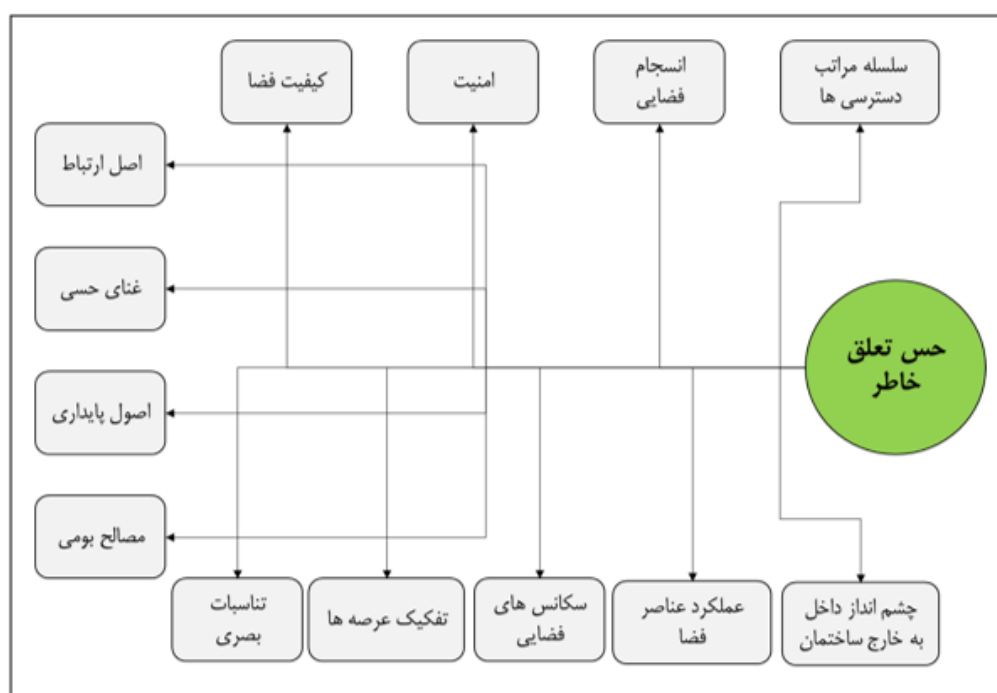 سلسله مراتب
دسترسی ها
انسجام
فضایی
امنیت
کیفیت فضا
اصل ارتباط
غنای حسی
اصول پایداری
مصالح بومی
حس تعلق
خاطر
چشم انداز داخل
به خارج ساختمان
عملکرد عناصر
فضا
سکانس های
فضایی
تفکیک عرصه ها
تناسبات
بصری